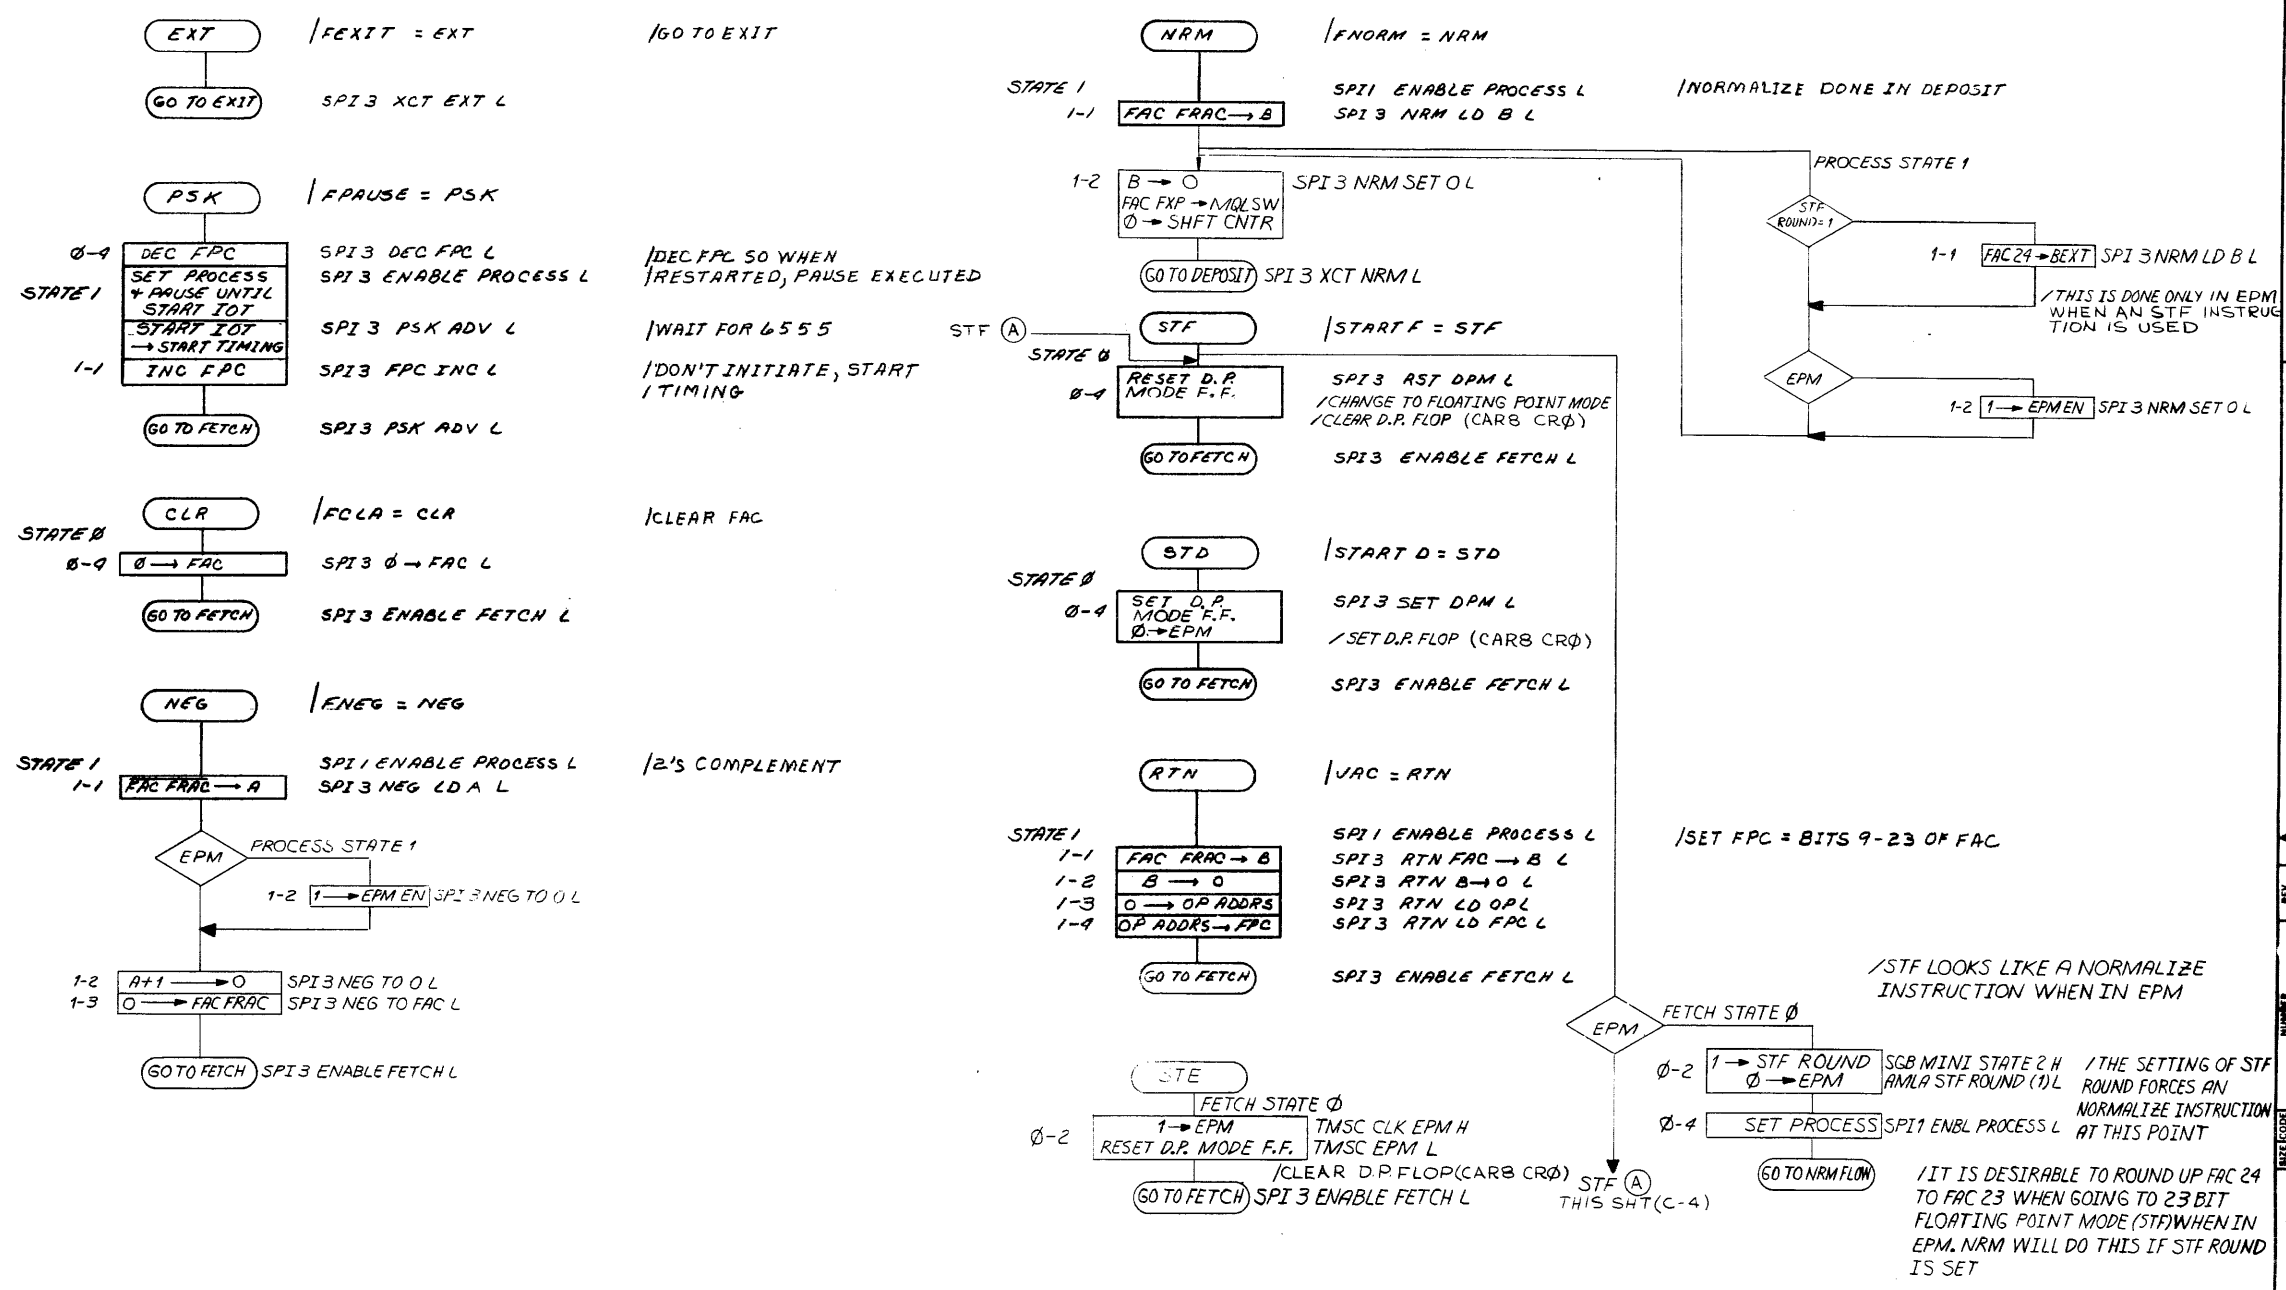 EXT /FEXIT = EXT /GO TO EXIT
GO TO EXIT SPI 3 XCT EXT L
PSK /FPAUSE = PSK
Ø-4 DEC FPC SPI 3 DEC FPC L /DEC FPC SO WHEN
SET PROCESS SPI 3 ENABLE PROCESS L /RESTARTED, PAUSE EXECUTED
STATE 1 + PAUSE UNTIL
START IOT
START IOT SPI 3 PSK ADV L /WAIT FOR 6555
→ START TIMING
1-1 INC FPC SPI 3 FPC INC L /DON'T INITIATE, START
/TIMING
GO TO FETCH SPI 3 PSK ADV L
CLR /FCLA = CLR /CLEAR FAC
STATE Ø
Ø-4 Ø → FAC SPI 3 Ø → FAC L
GO TO FETCH SPI 3 ENABLE FETCH L
NEG /FNEG = NEG
STATE 1 SPI 1 ENABLE PROCESS L /2'S COMPLEMENT
1-1 FAC FRAC → A SPI 3 NEG LD A L
EPM PROCESS STATE 1
1-2 1 → EPM EN SPI 3 NEG TO O L
1-2 A+1 → O SPI 3 NEG TO O L
1-3 O → FAC FRAC SPI 3 NEG TO FAC L
GO TO FETCH SPI 3 ENABLE FETCH L
NRM /FNORM = NRM
STATE 1 SPI1 ENABLE PROCESS L /NORMALIZE DONE IN DEPOSIT
1-1 FAC FRAC → B SPI 3 NRM LD B L
1-2 B → O SPI 3 NRM SET O L
FAC FXP → MQLSW
Ø → SHFT CNTR
GO TO DEPOSIT SPI 3 XCT NRM L
PROCESS STATE 1
STF
ROUND=1
1-1 FAC24 → BEXT SPI 3 NRM LD B L
/THIS IS DONE ONLY IN EPM
WHEN AN STF INSTRUC
TION IS USED
EPM
1-2 1 → EPMEN SPI 3 NRM SET O L
STF A STF /START F = STF
STATE Ø
RESET D.P. SPI 3 RST DPM L
Ø-4 MODE F.F. /CHANGE TO FLOATING POINT MODE
/CLEAR D.P. FLOP (CAR8 CRØ)
GO TO FETCH SPI3 ENABLE FETCH L
STD /START D = STD
STATE Ø
Ø-4 SET D.P. SPI 3 SET DPM L
MODE F.F.
Ø → EPM /SET D.P. FLOP (CAR8 CRØ)
GO TO FETCH SPI3 ENABLE FETCH L
RTN /JAC = RTN
STATE 1 SPI 1 ENABLE PROCESS L /SET FPC = BITS 9-23 OF FAC
1-1 FAC FRAC → B SPI 3 RTN FAC → B L
1-2 B → O SPI 3 RTN B→O L
1-3 O → OP ADDRS SPI 3 RTN LD OP L
1-4 OP ADDRS → FPC SPI 3 RTN LD FPC L
GO TO FETCH SPI 3 ENABLE FETCH L
/STF LOOKS LIKE A NORMALIZE
INSTRUCTION WHEN IN EPM
EPM FETCH STATE Ø
Ø-2 1 → STF ROUND SGB MINI STATE 2 H
Ø → EPM AMLA STF ROUND (1) L
/THE SETTING OF STF
ROUND FORCES AN
NORMALIZE INSTRUCTION
AT THIS POINT
Ø-4 SET PROCESS SPI1 ENBL PROCESS L
GO TO NRM FLOW
/IT IS DESIRABLE TO ROUND UP FAC 24
TO FAC 23 WHEN GOING TO 23 BIT
FLOATING POINT MODE (STF) WHEN IN
EPM. NRM WILL DO THIS IF STF ROUND
IS SET
STF A
THIS SHT (C-4)
STE
FETCH STATE Ø
Ø-2 1 → EPM TMSC CLK EPM H
RESET D.P. MODE F.F. TMSC EPM L
/CLEAR D.P. FLOP (CAR8 CRØ)
GO TO FETCH SPI 3 ENABLE FETCH L
REV
NUMBER
SIZE CODE